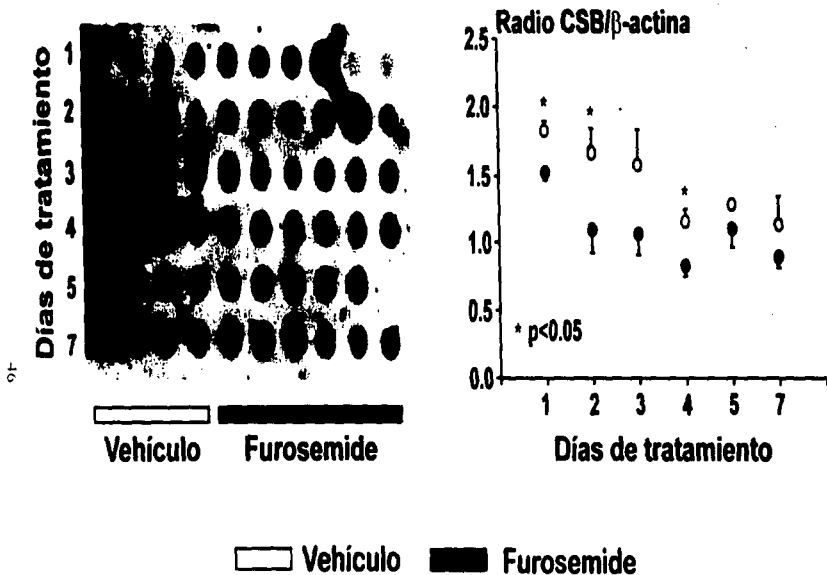 Radio CSB/β-actina
Días de tratamiento
1
2
3
4
5
7
2.5
2.0
1.5
1.0
0.5
0.0
*
*
*
* p<0.05
1 2 3 4 5 7
Vehículo Furosemide
Días de tratamiento
46
Vehículo Furosemide